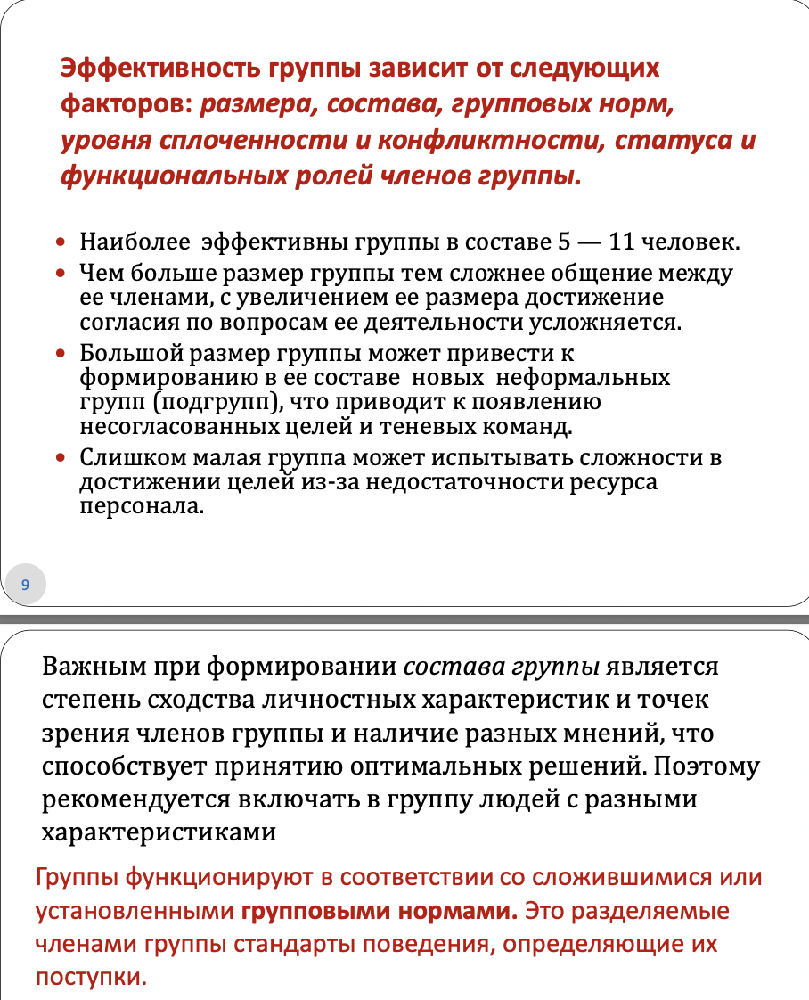 Эффективность группы зависит от следующих
факторов: размера, состава, групповых норм,
уровня сплоченности и конфликтности, статуса и
функциональных ролей членов группы.
• Наиболее  эффективны группы в составе 5 — 11 человек.
• Чем больше размер группы тем сложнее общение между
ее членами, с увеличением ее размера достижение
согласия по вопросам ее деятельности усложняется.
• Большой размер группы может привести к
формированию в ее составе  новых  неформальных
групп (подгрупп), что приводит к появлению
несогласованных целей и теневых команд.
• Слишком малая группа может испытывать сложности в
достижении целей из-за недостаточности ресурса
персонала.
9
Важным при формировании состава группы является
степень сходства личностных характеристик и точек
зрения членов группы и наличие разных мнений, что
способствует принятию оптимальных решений. Поэтому
рекомендуется включать в группу людей с разными
характеристиками
Группы функционируют в соответствии со сложившимися или
установленными групповыми нормами. Это разделяемые
членами группы стандарты поведения, определяющие их
поступки.